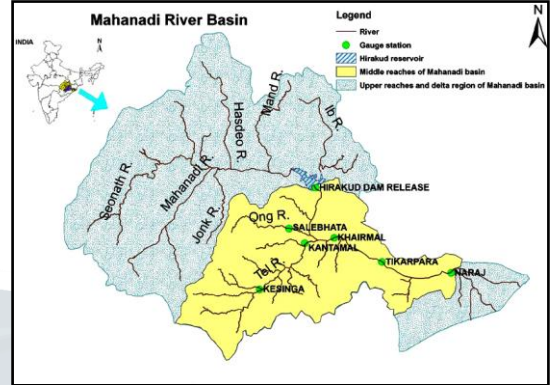 Mahanadi River Basin
N
INDIA
N
Legend
River
Gauge station
Hirakud reservoir
Middle reaches of Mahanadi basin
Upper reaches and delta region of Mahanadi basin
Mand R.
Hasdeo R.
Ib R.
Seonath R.
Mahanadi R.
Jonk R.
HIRAKUD DAM RELEASE
Ong R.
SALEBHATA
KHAIRMAL
KANTAMAL
Tel R.
TIKARPARA
NARAJ
KESINGA